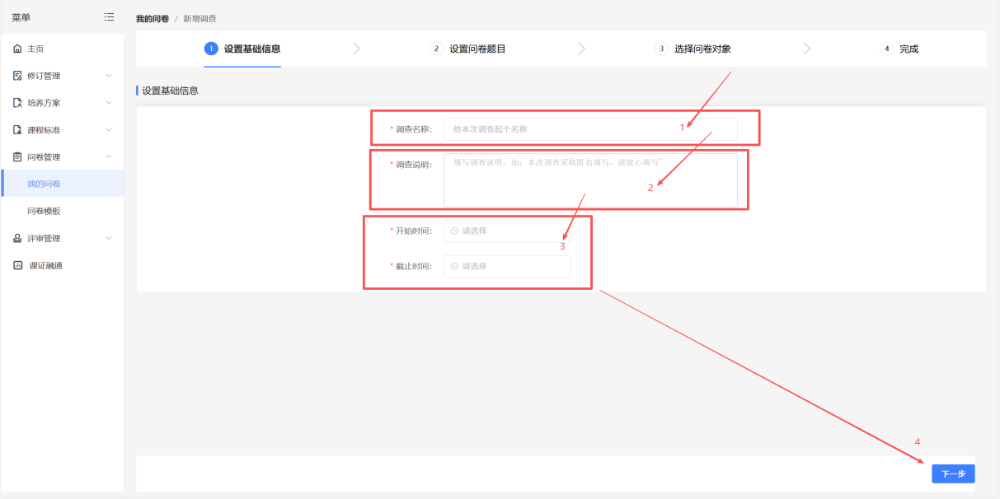 菜单
我的问卷 / 新增调查
主页
修订管理
培养方案
课程标准
问卷管理
我的问卷
问卷模板
评审管理
课证融通
1 设置基础信息
2 设置问卷题目
3 选择问卷对象
4 完成
设置基础信息
* 调查名称: 给本次调查起个名称
1
* 调查说明: 填写调查说明，如：本次调查采取匿名填写，请放心填写~
2
* 开始时间: 请选择
3
* 截止时间: 请选择
4
下一步